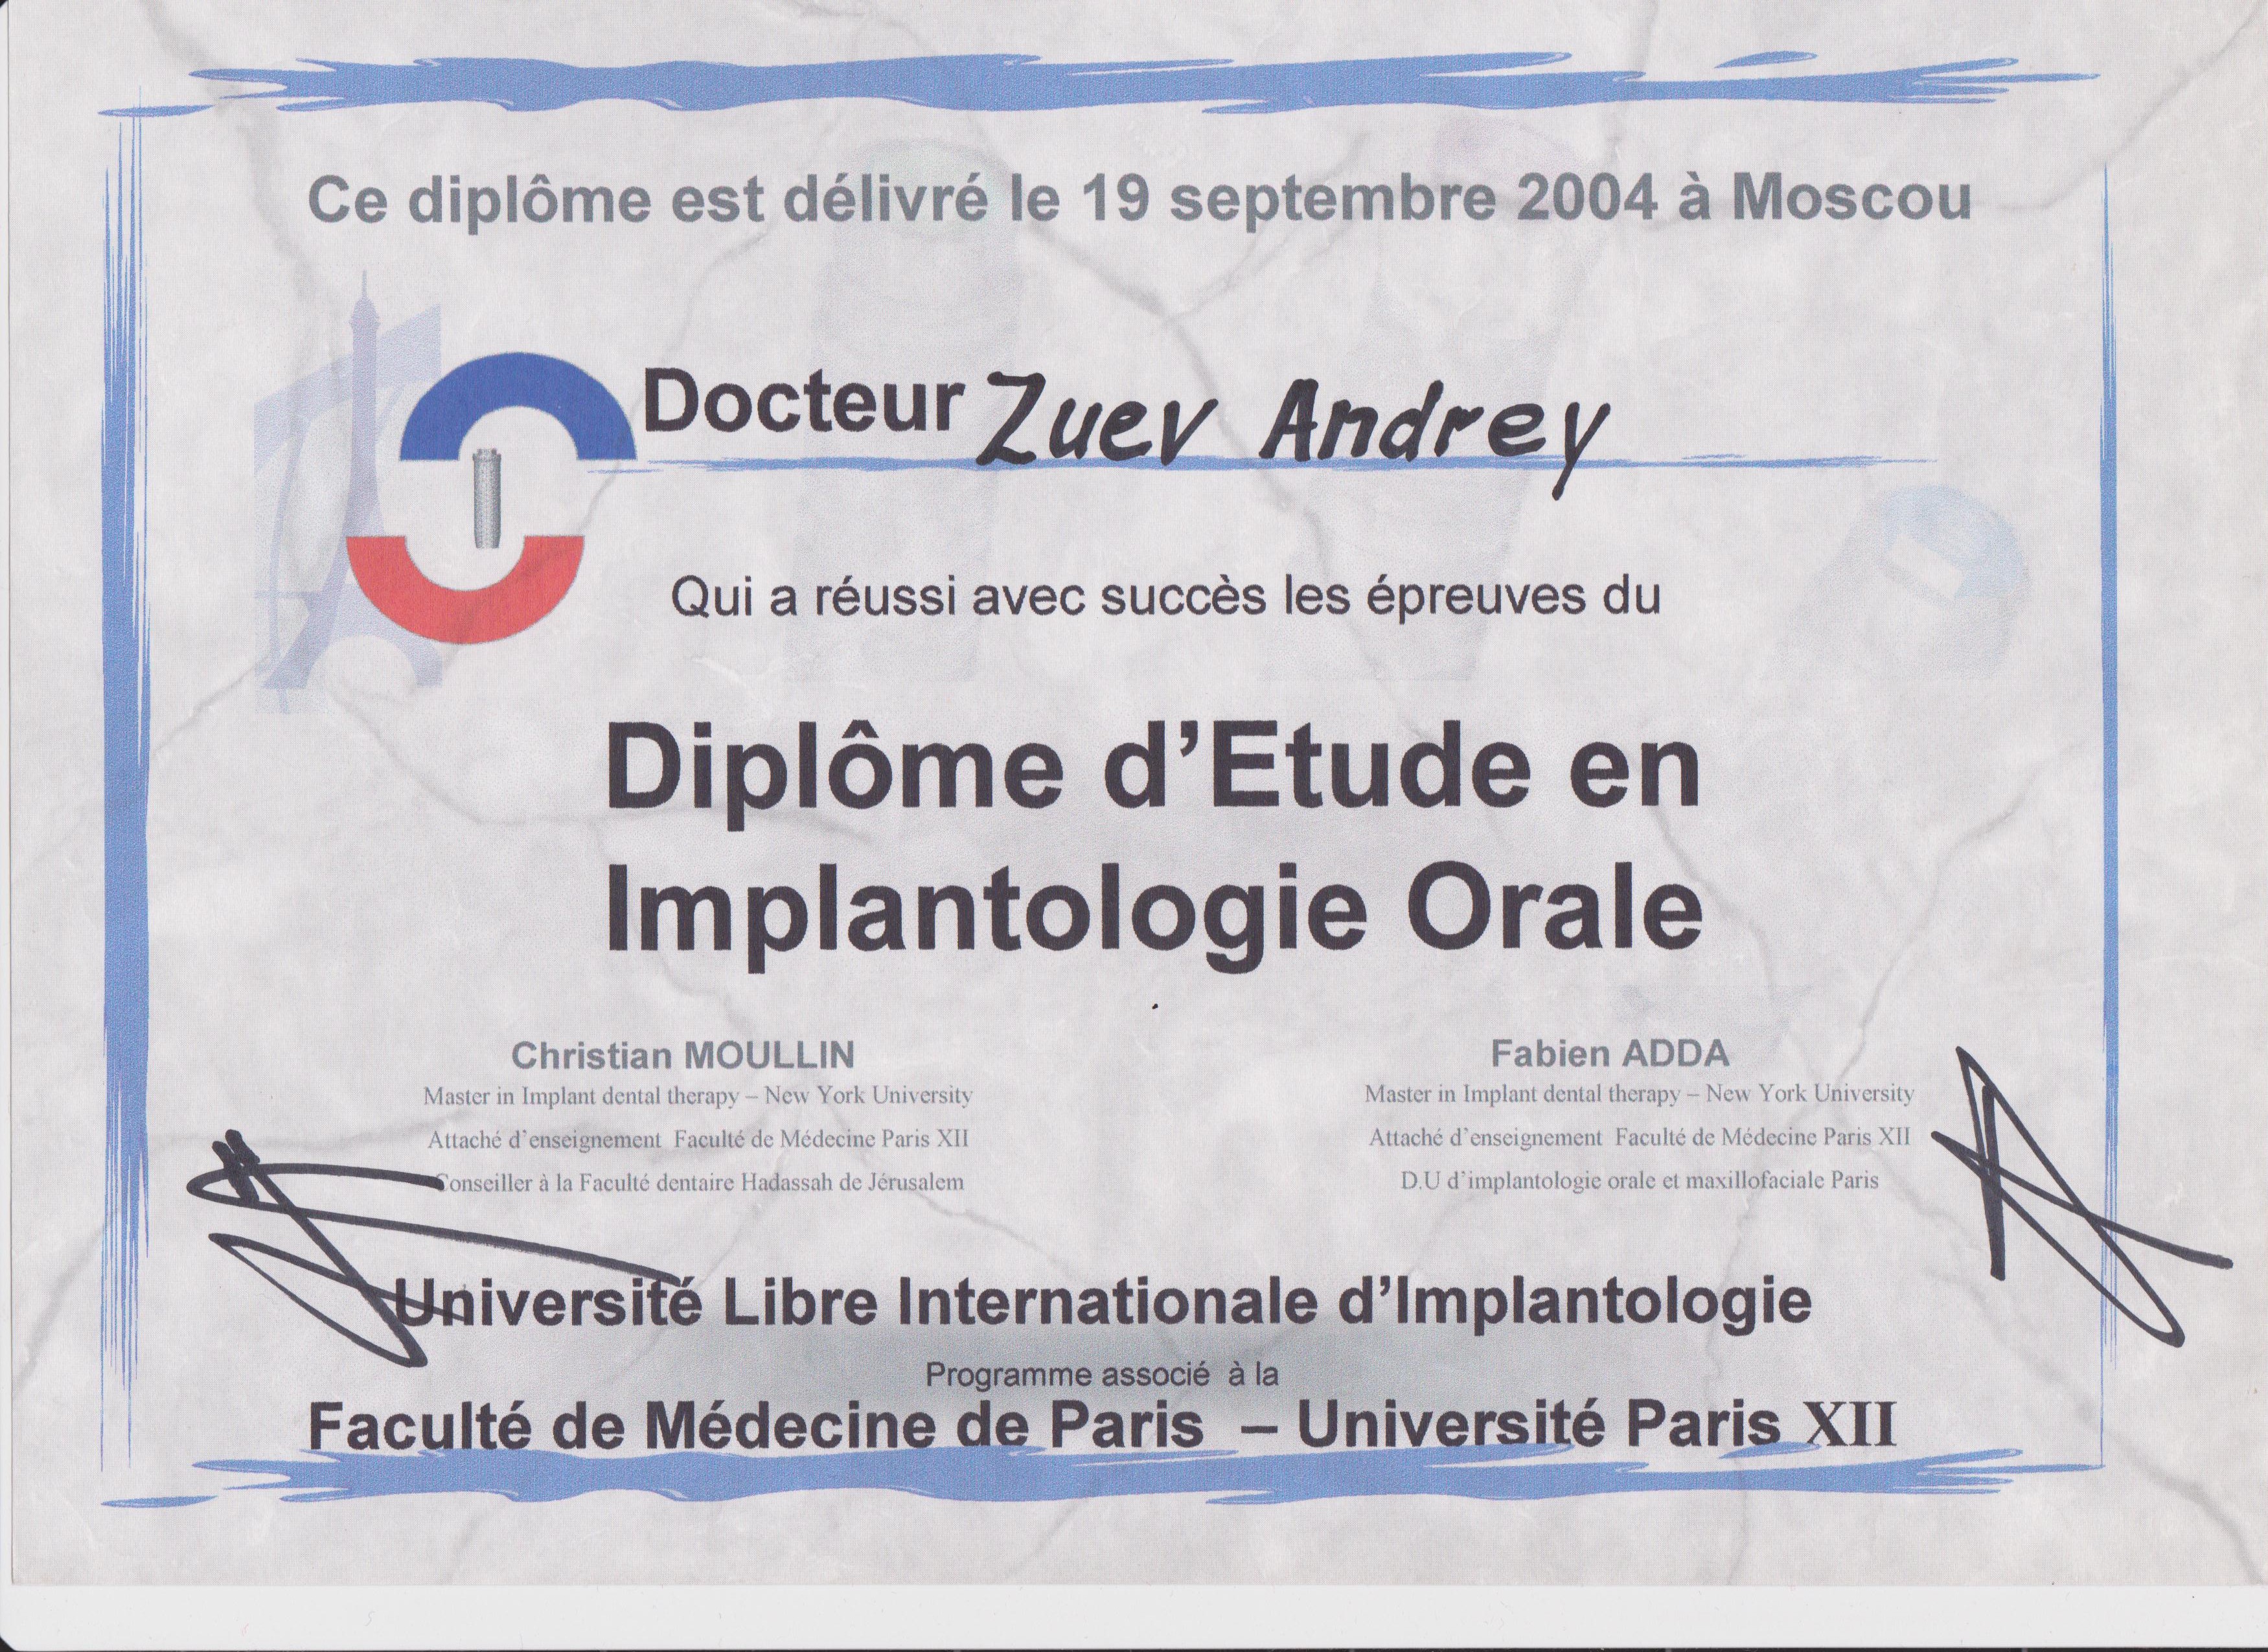 Ce diplôme est délivré le 19 septembre 2004 à Moscou
Docteur Zuev Andrey
Qui a réussi avec succès les épreuves du
Diplôme d'Etude en
Implantologie Orale
Christian MOULLIN
Master in Implant dental therapy – New York University
Attaché d'enseignement Faculté de Médecine Paris XII
Conseiller à la Faculté dentaire Hadassah de Jérusalem
Fabien ADDA
Master in Implant dental therapy – New York University
Attaché d'enseignement Faculté de Médecine Paris XII
D.U d'implantologie orale et maxillofaciale Paris
Université Libre Internationale d'Implantologie
Programme associé à la
Faculté de Médecine de Paris – Université Paris XII